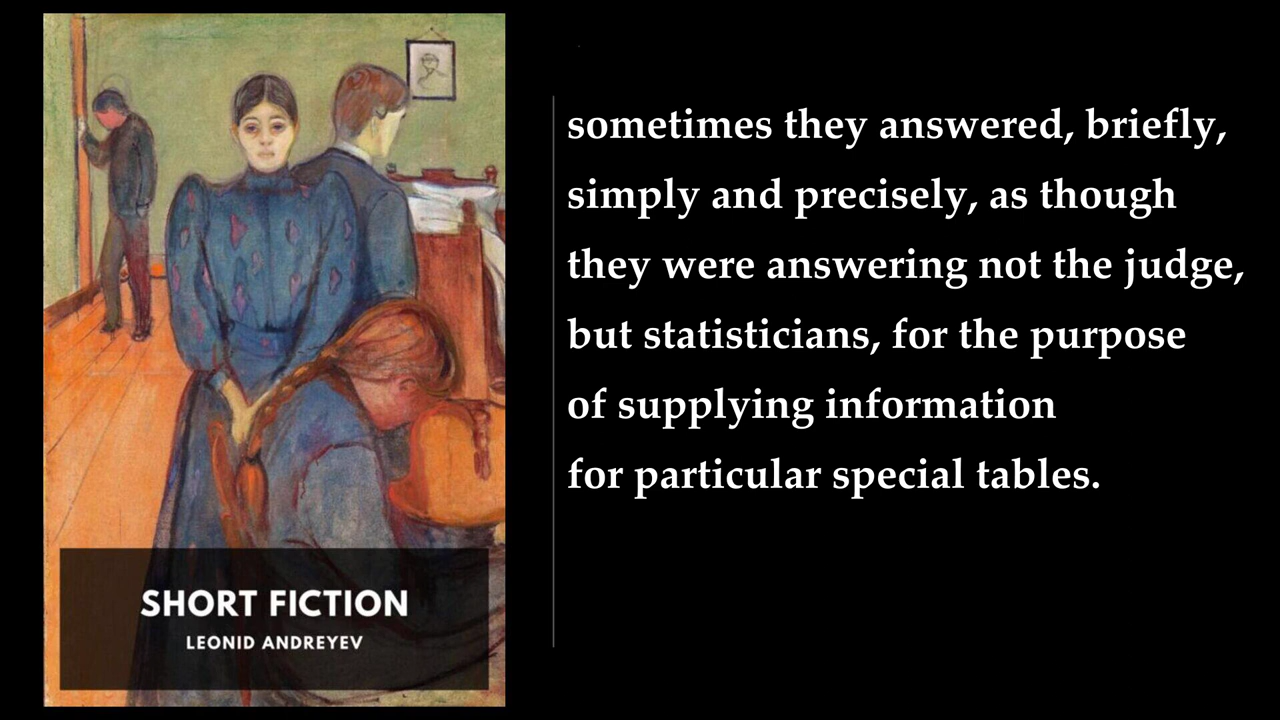 sometimes they answered, briefly,
simply and precisely, as though
they were answering not the judge,
but statisticians, for the purpose
of supplying information
for particular special tables.
SHORT FICTION
LEONID ANDREYEV